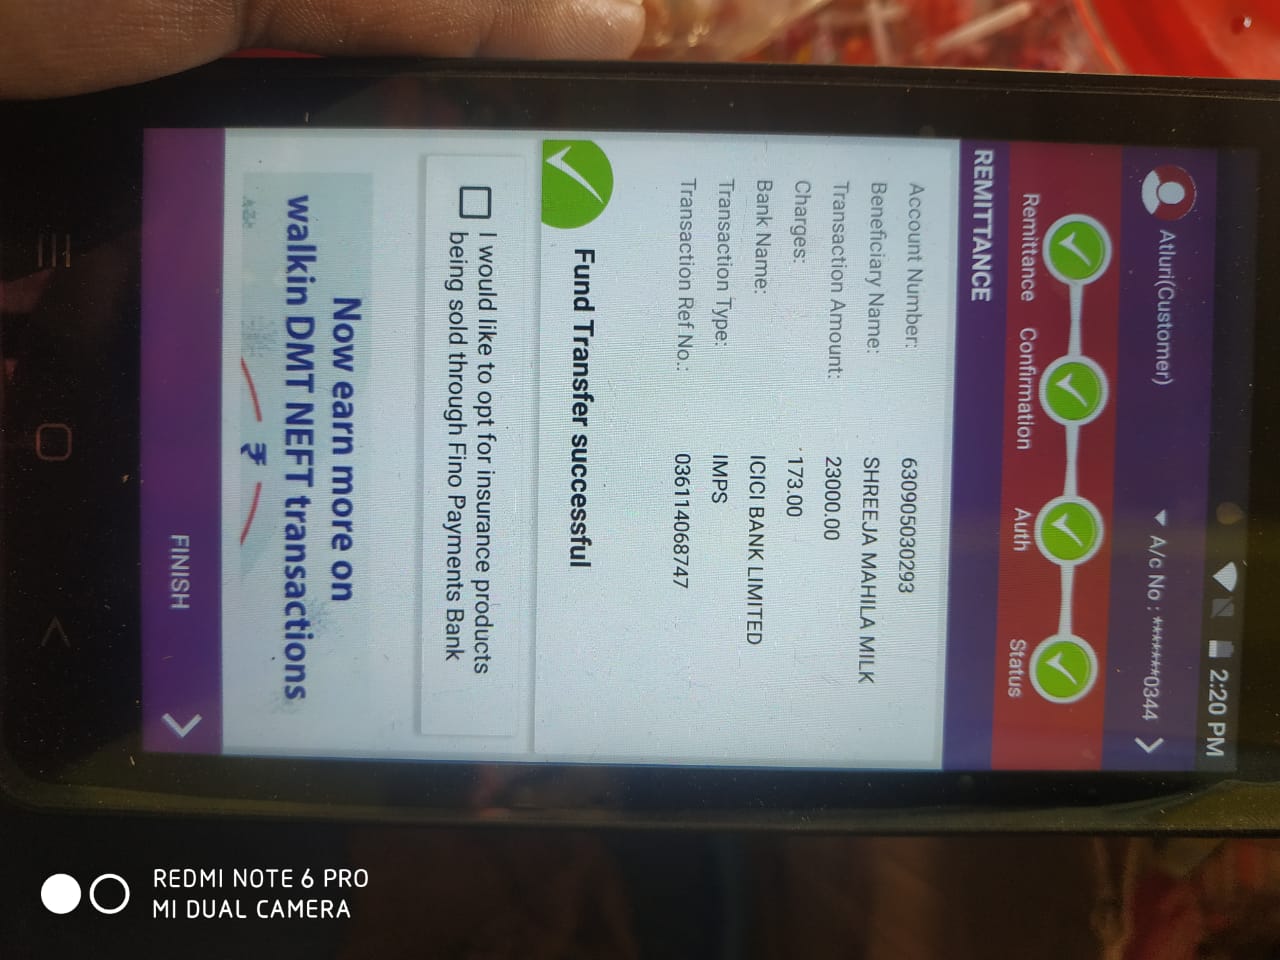 2:20 PM
Atluri(Customer)
A/c No : *******0344
Remittance Confirmation Auth Status
REMITTANCE
Account Number: 630905030293
Beneficiary Name: SHREEJA MAHILA MILK
Transaction Amount: 23000.00
Charges: 173.00
Bank Name: ICICI BANK LIMITED
Transaction Type: IMPS
Transaction Ref No.: 036114068747
Fund Transfer successful
I would like to opt for insurance products
being sold through Fino Payments Bank
Now earn more on
walkin DMT NEFT transactions
₹
FINISH
REDMI NOTE 6 PRO
MI DUAL CAMERA